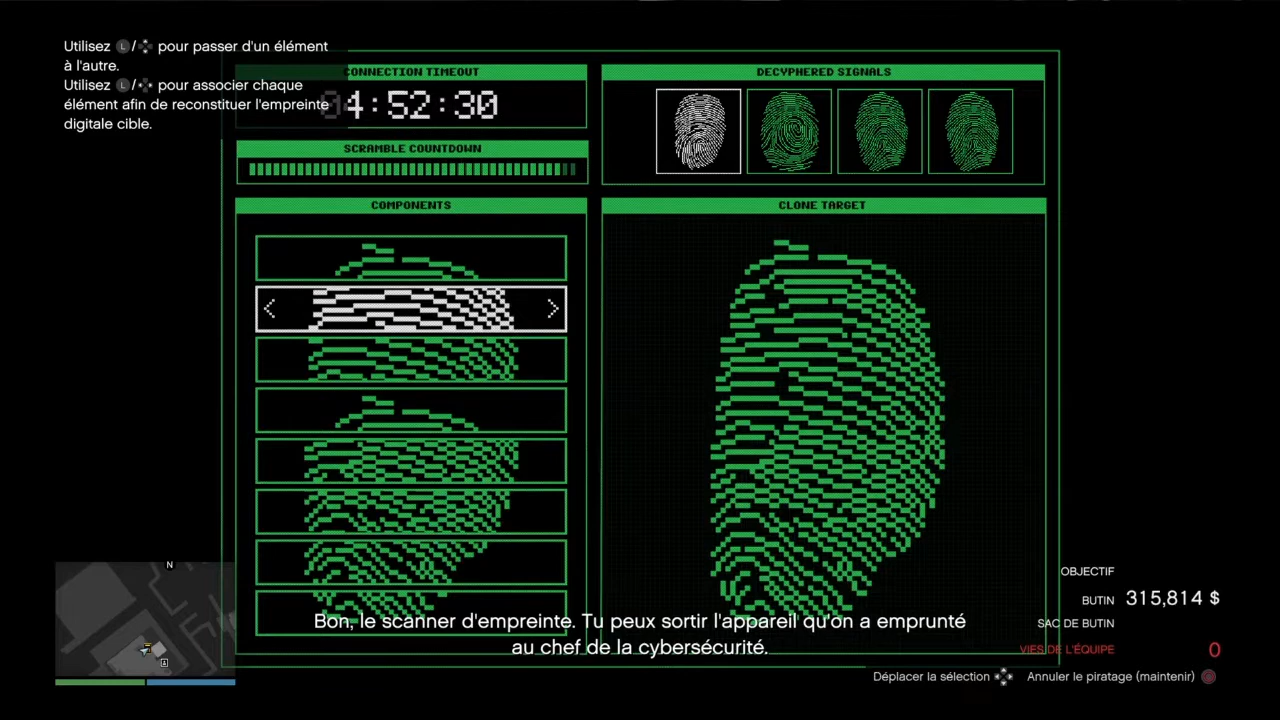 Utilisez L/ pour passer d'un élément
à l'autre.
Utilisez L/ pour associer chaque
élément afin de reconstituer l'empreinte
digitale cible.
CONNECTION TIMEOUT
04:52:30
SCRAMBLE COUNTDOWN
DECYPHERED SIGNALS
COMPONENTS
CLONE TARGET
< >
N
A
OBJECTIF
BUTIN 315,814 $
SAC DE BUTIN
VIES DE L'ÉQUIPE 0
Bon, le scanner d'empreinte. Tu peux sortir l'appareil qu'on a emprunté
au chef de la cybersécurité.
Déplacer la sélection Annuler le piratage (maintenir)